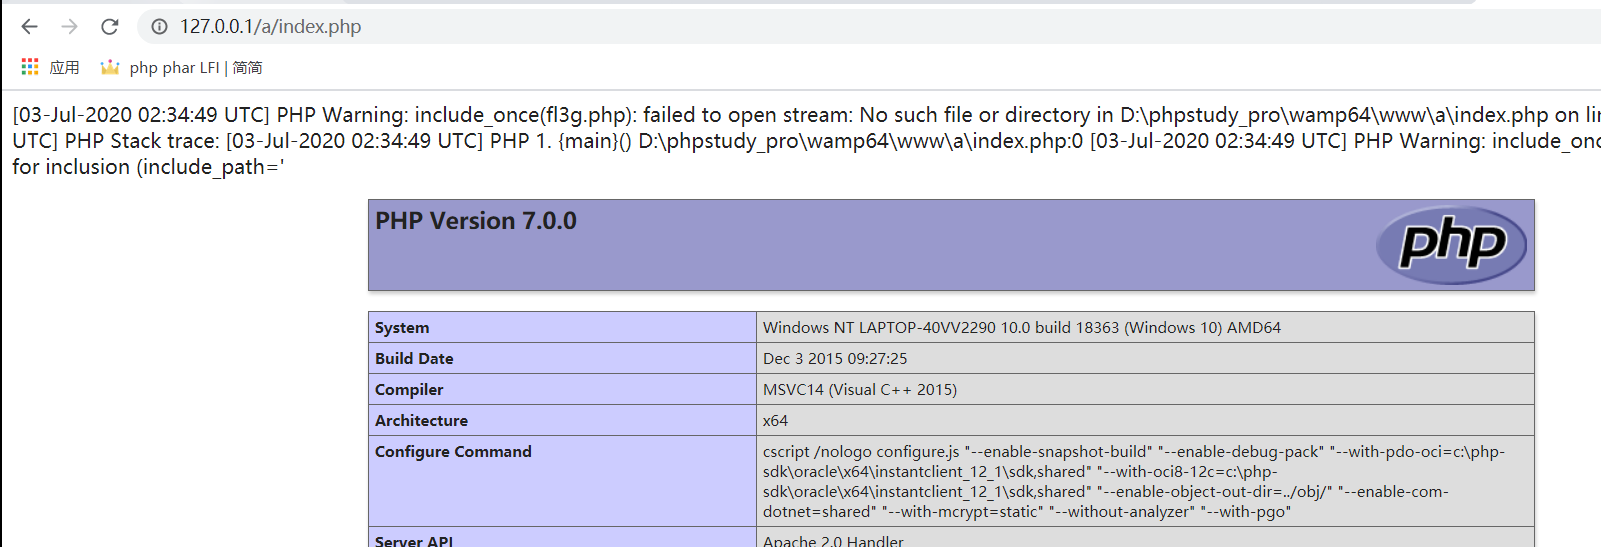 127.0.0.1/a/index.php
应用 php phar LFI | 简简
[03-Jul-2020 02:34:49 UTC] PHP Warning: include_once(fl3g.php): failed to open stream: No such file or directory in D:\phpstudy_pro\wamp64\www\a\index.php on
UTC] PHP Stack trace: [03-Jul-2020 02:34:49 UTC] PHP 1. {main}() D:\phpstudy_pro\wamp64\www\a\index.php:0 [03-Jul-2020 02:34:49 UTC] PHP Warning:
for inclusion (include_path='
PHP Version 7.0.0
php
System Windows NT LAPTOP-40VV2290 10.0 build 18363 (Windows 10) AMD64
Build Date Dec 3 2015 09:27:25
Compiler MSVC14 (Visual C++ 2015)
Architecture x64
Configure Command cscript /nologo configure.js "--enable-snapshot-build" "--enable-debug-pack" "--with-pdo-oci=c:\php-
sdk\oracle\x64\instantclient_12_1\sdk,shared" "--with-oci8-12c=c:\php-
sdk\oracle\x64\instantclient_12_1\sdk,shared" "--enable-object-out-dir=../obj/" "--enable-com-
dotnet=shared" "--with-mcrypt=static" "--without-analyzer" "--with-pgo"
Server API Apache 2.0 Handler